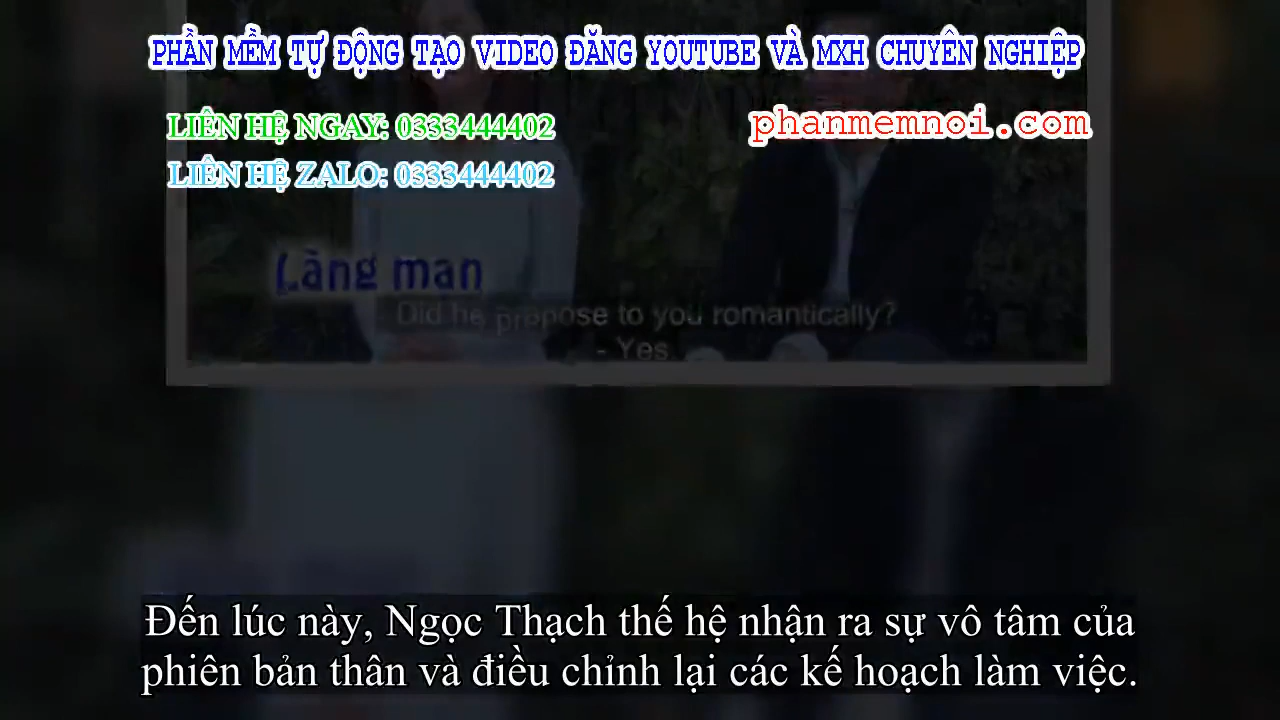 PHẦN MỀM TỰ ĐỘNG TẠO VIDEO ĐĂNG YOUTUBE VÀ MXH CHUYÊN NGHIỆP
LIÊN HỆ NGAY: 0333444402
phanmemnoi.com
LIÊN HỆ ZALO: 0333444402
Lãng mạn
- Did he propose to you romantically?
- Yes
Đến lúc này, Ngọc Thạch thế hệ nhận ra sự vô tâm của
phiên bản thân và điều chỉnh lại các kế hoạch làm việc.